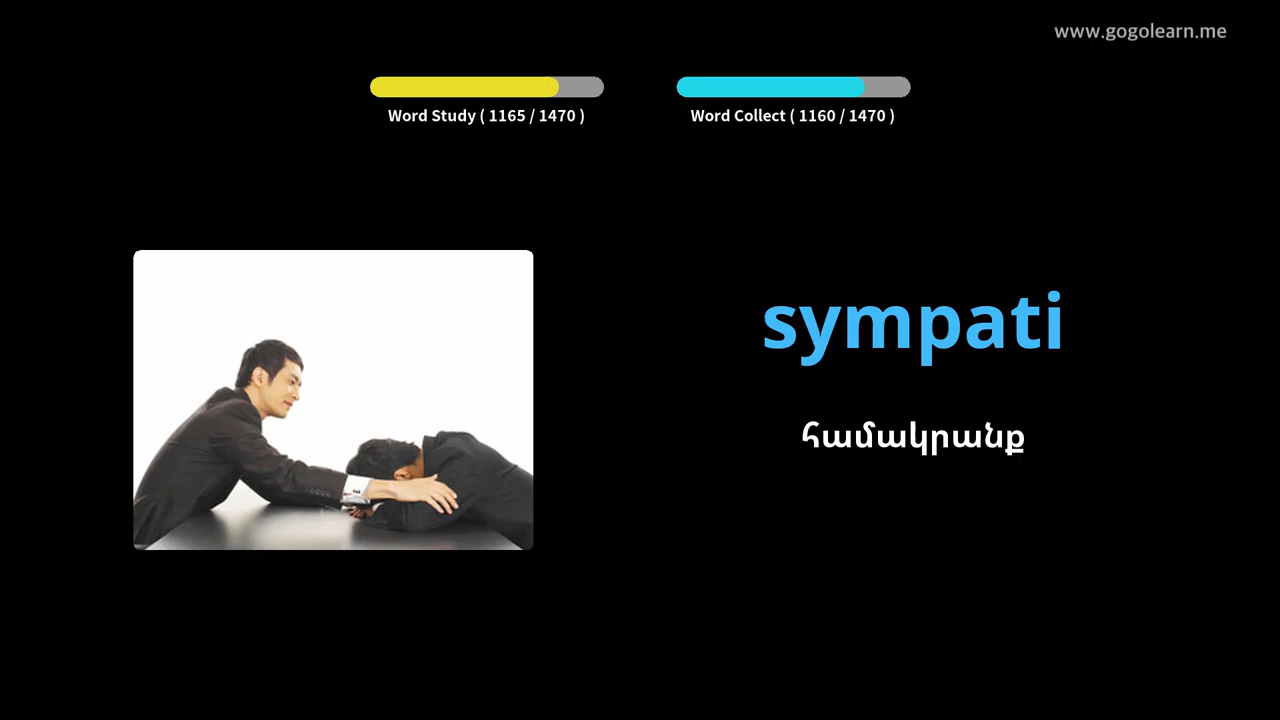 www.gogolearn.me
Word Study ( 1165 / 1470 )
Word Collect ( 1160 / 1470 )
sympati
համակրանք